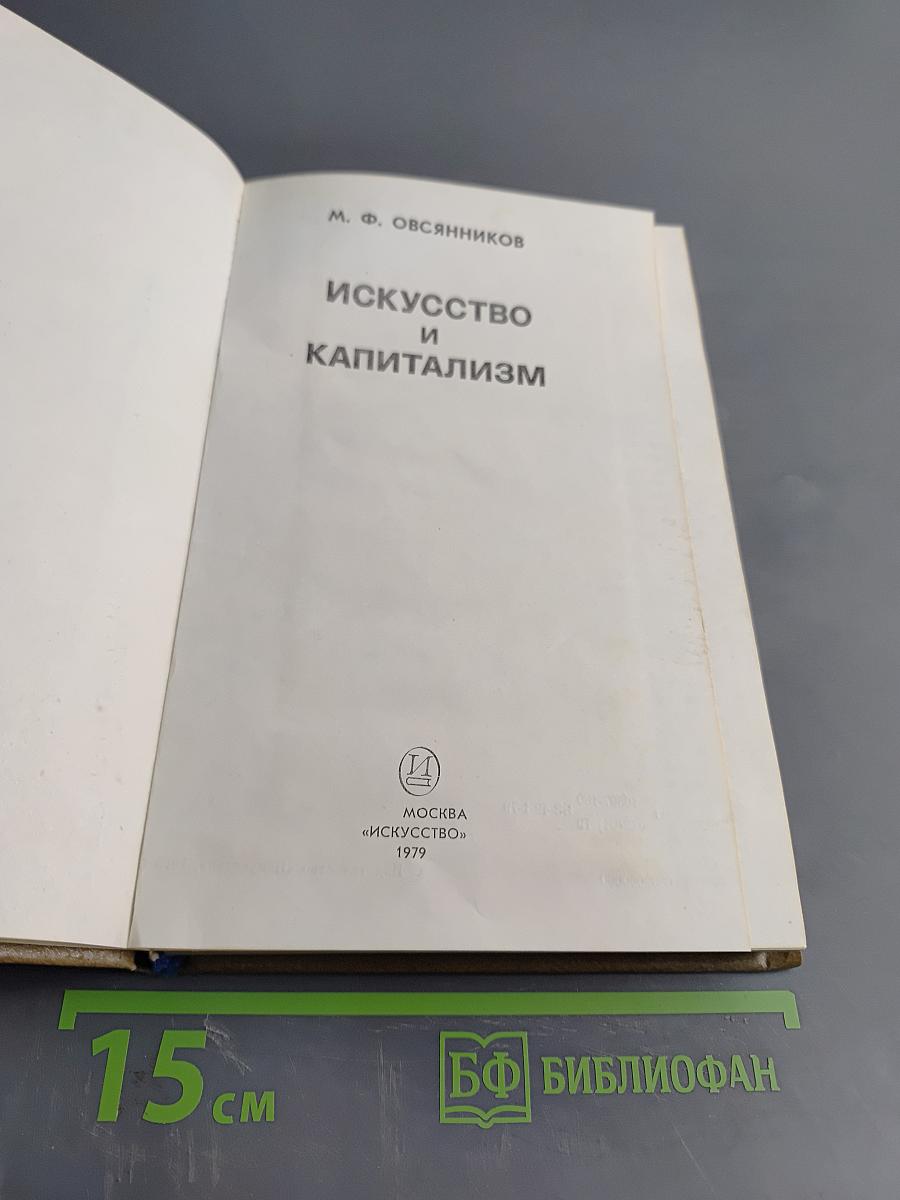 М. Ф. ОВСЯННИКОВ
ИСКУССТВО
И
КАПИТАЛИЗМ
И
МОСКВА
«ИСКУССТВО»
1979
15 см
БФ БИБЛИОФАН